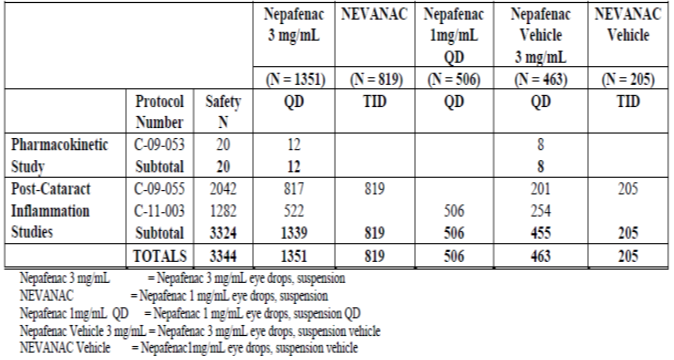 Nepafenac 3 mg/mL NEVANAC Nepafenac 1mg/mL QD Nepafenac Vehicle 3 mg/mL NEVANAC Vehicle
(N = 1351) (N = 819) (N = 506) (N = 463) (N = 205)
Protocol Number Safety N QD TID QD QD TID
Pharmacokinetic C-09-053 20 12 8
Study Subtotal 20 12 8
Post-Cataract C-09-055 2042 817 819 201 205
Inflammation C-11-003 1282 522 506 254
Studies Subtotal 3324 1339 819 506 455 205
TOTALS 3344 1351 819 506 463 205
Nepafenac 3 mg/mL = Nepafenac 3 mg/mL eye drops, suspension
NEVANAC = Nepafenac 1 mg/mL eye drops, suspension
Nepafenac 1mg/mL QD = Nepafenac 1 mg/mL eye drops, suspension QD
Nepafenac Vehicle 3 mg/mL = Nepafenac 3 mg/mL eye drops, suspension vehicle
NEVANAC Vehicle = Nepafenac1mg/mL eye drops, suspension vehicle